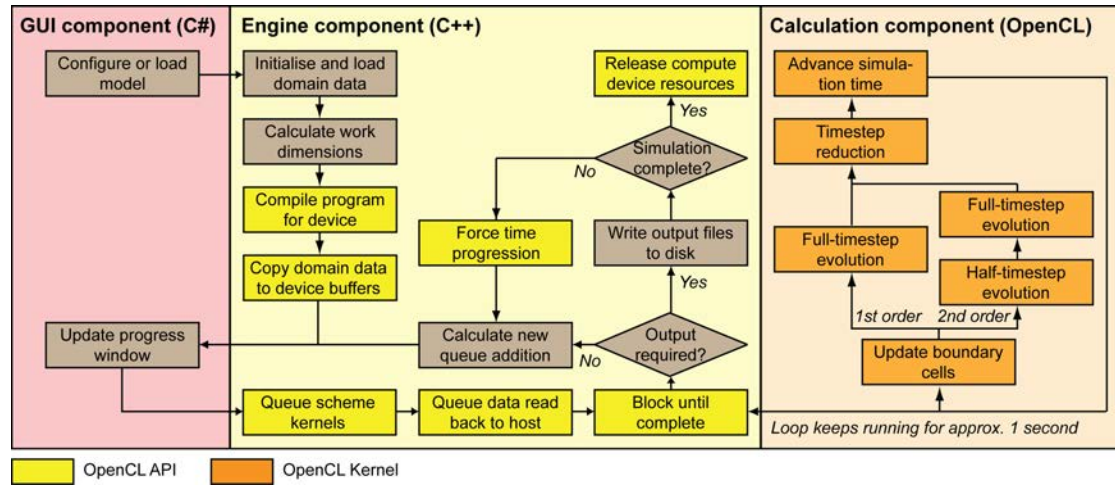 GUI component (C#)
Configure or load
model
Update progress
window
Engine component (C++)
Initialise and load
domain data
Calculate work
dimensions
Compile program
for device
Copy domain data
to device buffers
Release compute
device resources
Yes
Simulation
complete?
No
Force time
progression
Write output files
to disk
Yes
Calculate new
queue addition
No
Output
required?
Queue scheme
kernels
Queue data read
back to host
Block until
complete
Calculation component (OpenCL)
Advance simula-
tion time
Timestep
reduction
Full-timestep
evolution
Full-timestep
evolution
Half-timestep
evolution
1st order
2nd order
Update boundary
cells
Loop keeps running for approx. 1 second
OpenCL API
OpenCL Kernel